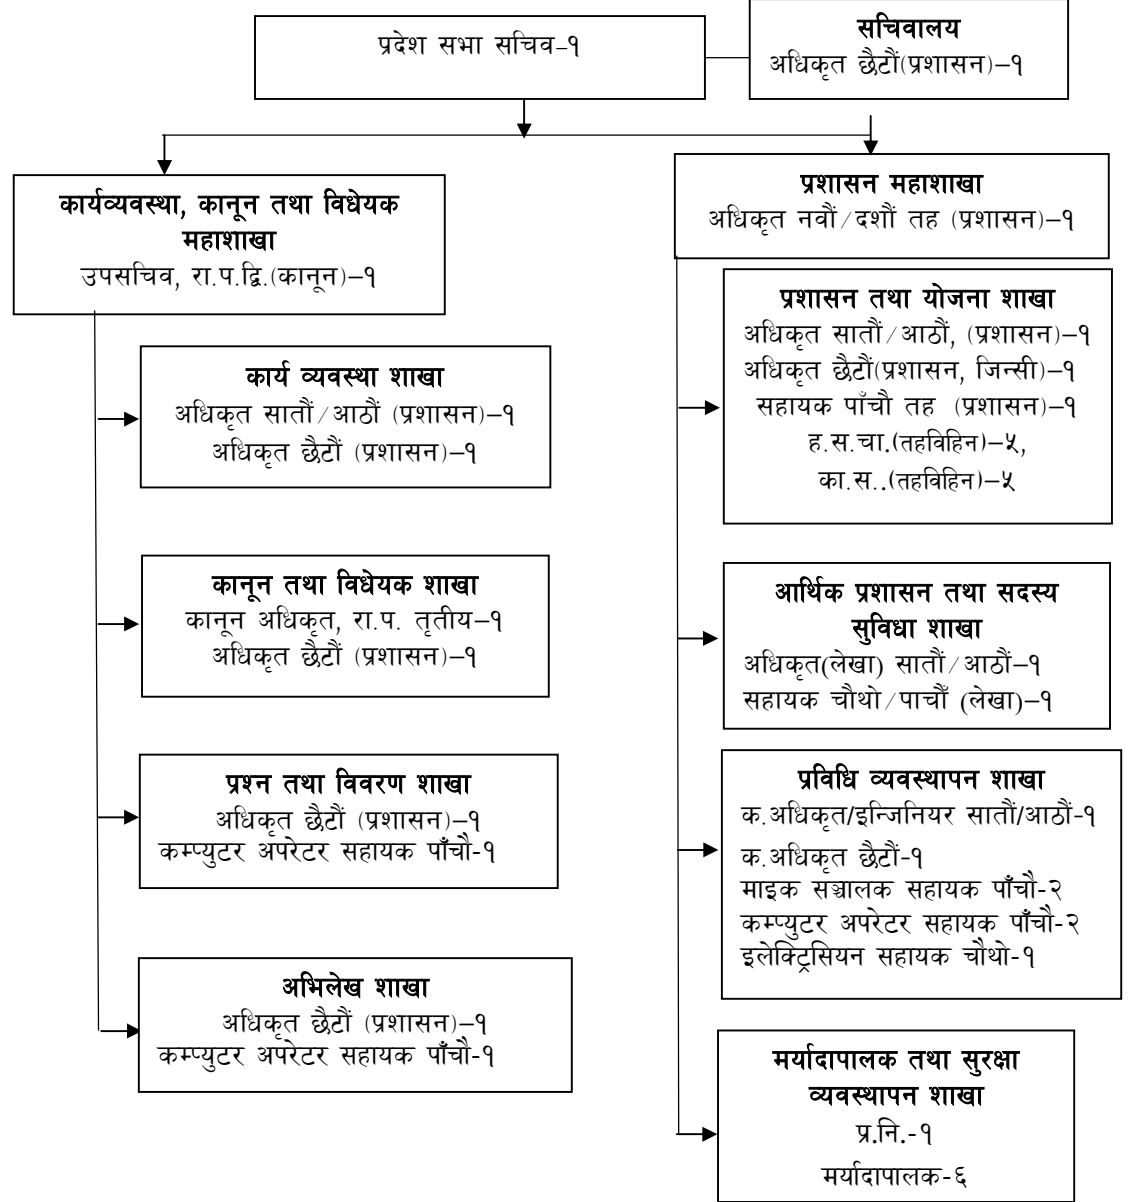 प्रदेश सभा सचिव–१
सचिवालय
अधिकृत छैटौं(प्रशासन)–१
कार्यव्यवस्था, कानून तथा विधेयक
महाशाखा
उपसचिव, रा.प.द्वि.(कानून)–१
कार्य व्यवस्था शाखा
अधिकृत सातौं/आठौं (प्रशासन)–१
अधिकृत छैटौं (प्रशासन)–१
कानून तथा विधेयक शाखा
कानून अधिकृत, रा.प. तृतीय–१
अधिकृत छैटौं (प्रशासन)–१
प्रश्न तथा विवरण शाखा
अधिकृत छैटौं (प्रशासन)–१
कम्प्युटर अपरेटर सहायक पाँचौ-१
अभिलेख शाखा
अधिकृत छैटौं (प्रशासन)–१
कम्प्युटर अपरेटर सहायक पाँचौ-१
प्रशासन महाशाखा
अधिकृत नवौं/दशौं तह (प्रशासन)–१
प्रशासन तथा योजना शाखा
अधिकृत सातौं/आठौं, (प्रशासन)–१
अधिकृत छैटौं(प्रशासन, जिन्सी)–१
सहायक पाँचौ तह (प्रशासन)–१
ह.स.चा.(तहविहिन)–५,
का.स..(तहविहिन)–५
आर्थिक प्रशासन तथा सदस्य
सुविधा शाखा
अधिकृत(लेखा) सातौं/आठौं–१
सहायक चौथो/पाचौँ (लेखा)–१
प्रविधि व्यवस्थापन शाखा
क.अधिकृत/इन्जिनियर सातौं/आठौं-१
क.अधिकृत छैटौं-१
माइक सञ्चालक सहायक पाँचौ-२
कम्प्युटर अपरेटर सहायक पाँचौ-२
इलेक्ट्रिसियन सहायक चौथो-१
मर्यादापालक तथा सुरक्षा
व्यवस्थापन शाखा
प्र.नि.-१
मर्यादापालक-६